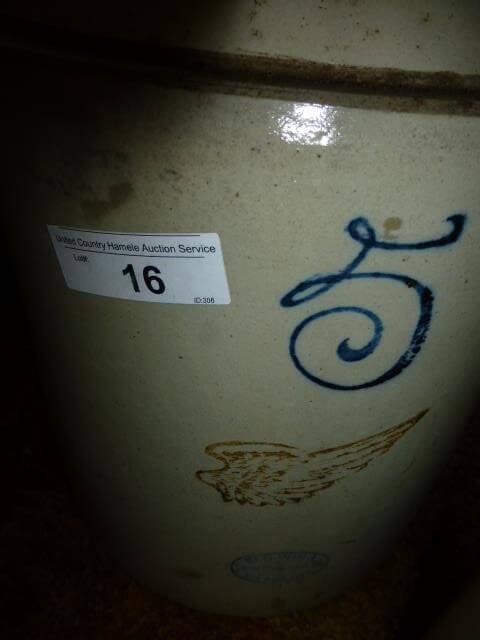 United Country Hamele Auction Service
Lot#:
16
ID:306
5